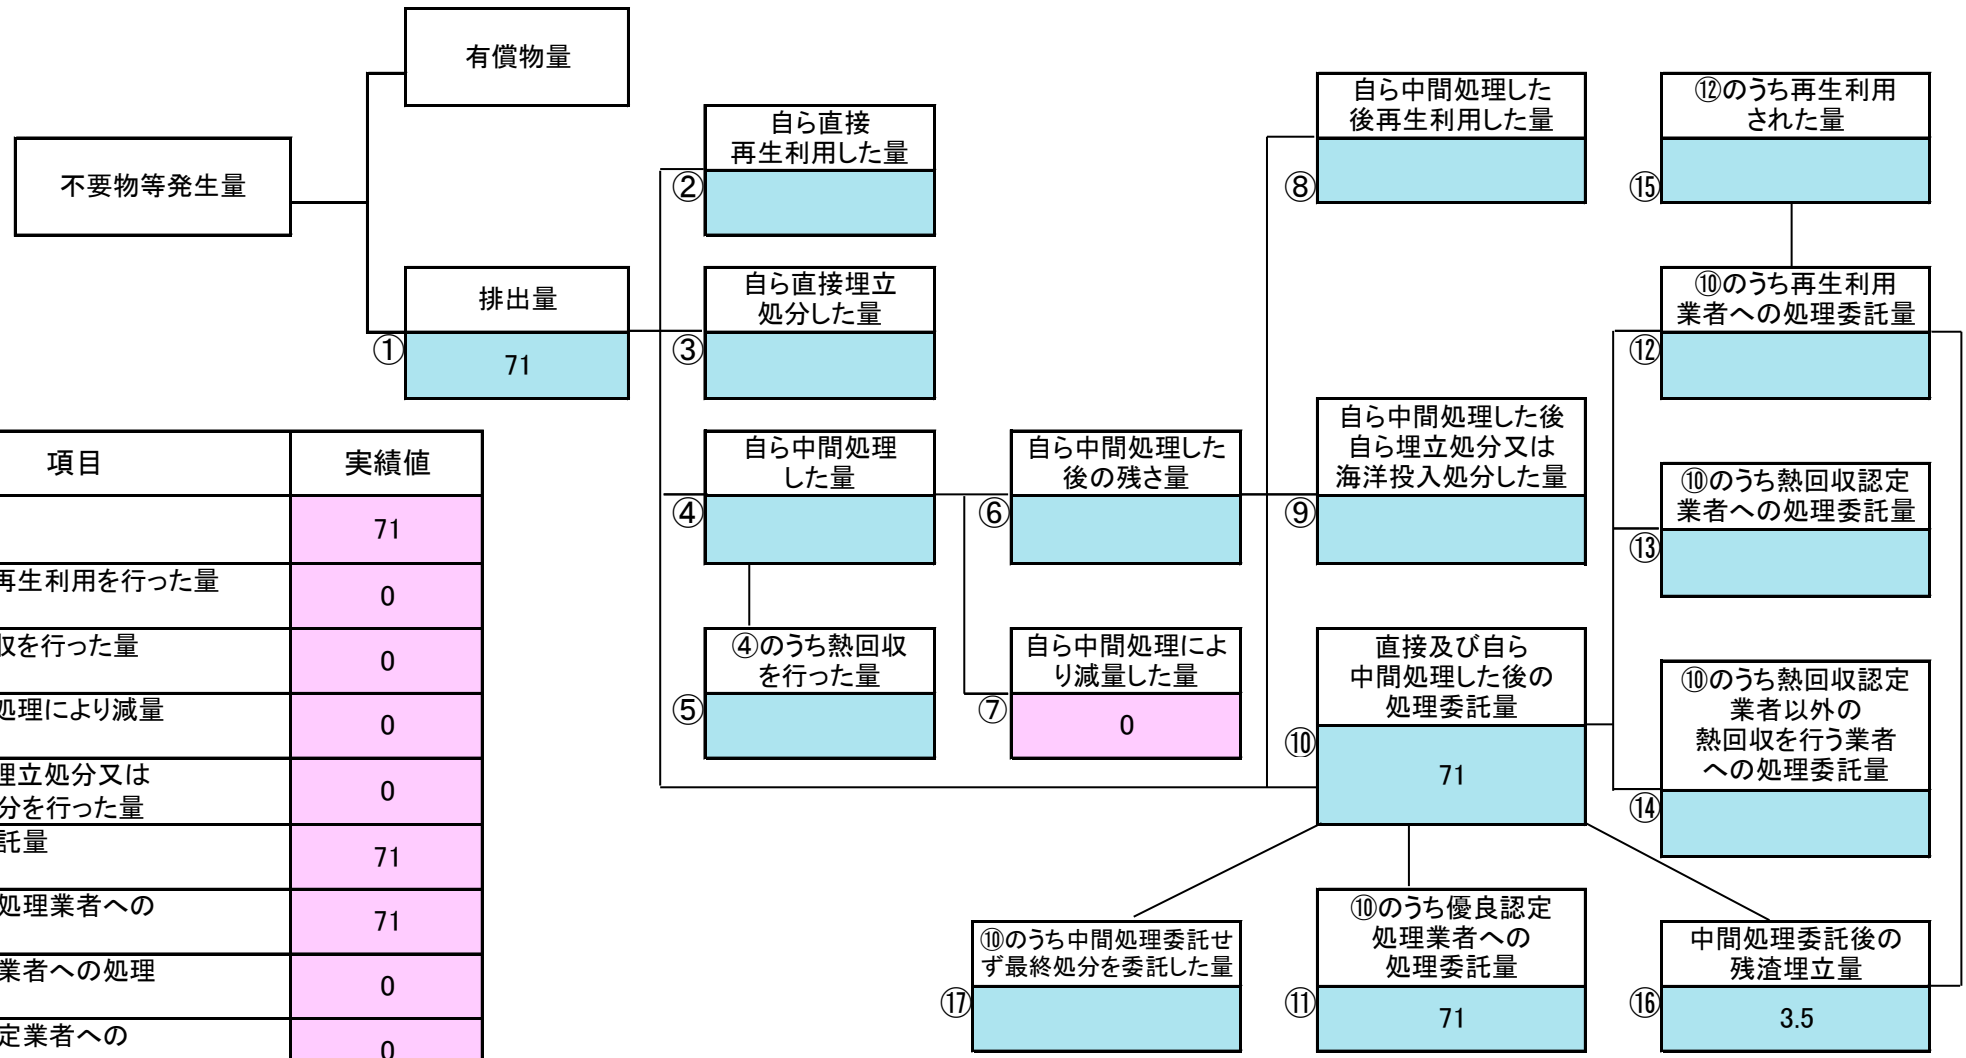 有償物量
不要物等発生量
排出量
①
71
自ら直接
再生利用した量
②
自ら直接埋立
処分した量
③
自ら中間処理
した量
④
④のうち熱回収
を行った量
⑤
自ら中間処理した
後の残さ量
⑥
自ら中間処理によ
り減量した量
⑦
0
自ら中間処理した
後再生利用した量
⑧
自ら中間処理した後
自ら埋立処分又は
海洋投入処分した量
⑨
直接及び自ら
中間処理した後の
処理委託量
⑩
71
⑫のうち再生利用
された量
⑮
⑩のうち再生利用
業者への処理委託量
⑫
⑩のうち熱回収認定
業者への処理委託量
⑬
⑩のうち熱回収認定
業者以外の
熱回収を行う業者
への処理委託量
⑭
⑩のうち中間処理委託せ
ず最終処分を委託した量
⑰
⑩のうち優良認定
処理業者への
処理委託量
⑪
71
中間処理委託後の
残渣埋立量
⑯
3.5
項目 実績値
71
再生利用を行った量 0
収を行った量 0
処理により減量 0
埋立処分又は
分を行った量 0
託量 71
処理業者への 71
業者への処理 0
定業者への 0